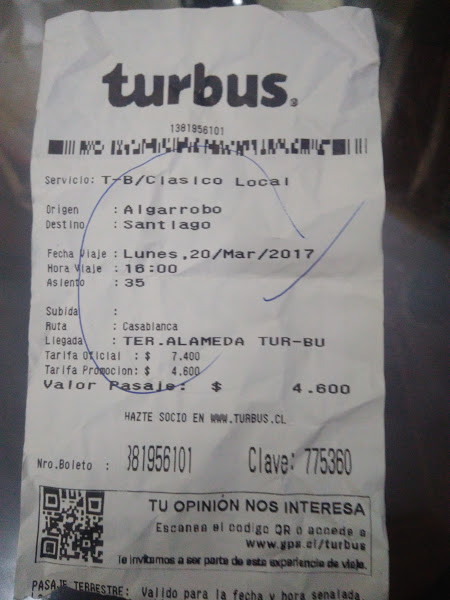 turbus®
1381956101
Servicio: T-B/Clasico Local
Origen : Algarrobo
Destino : Santiago
Fecha Viaje : Lunes,20/Mar/2017
Hora Viaje : 16:00
Asiento : 35
Subida :
Ruta : Casablanca
Llegada : TER.ALAMEDA TUR-BU
Tarifa Oficial : $ 7.400
Tarifa Promocion: $ 4.600
Valor Pasaje: $ 4.600
HAZTE SOCIO EN WWW.TURBUS.CL
Nro.Boleto : 381956101 Clave: 775360
TU OPINIÓN NOS INTERESA
Escanea el codigo QR o accede a
www.gps.cl/turbus
Te invitamos a ser parte de esta experiencia de viaje.
PASAJE TERRESTRE: Valido para la fecha y hora senalada